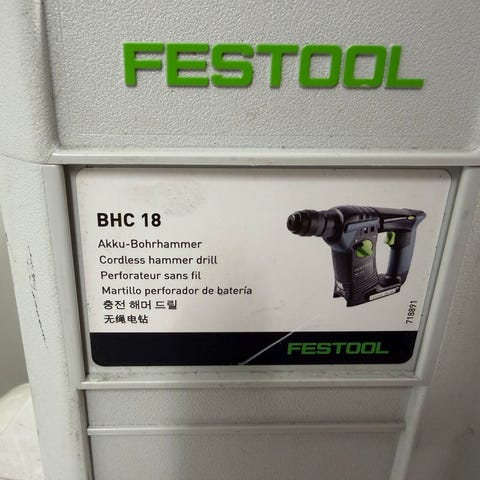 FESTOOL
BHC 18
Akku-Bohrhammer
Cordless hammer drill
Perforateur sans fil
Martillo perforador de batería
충전 해머 드릴
无绳电钻
718891
FESTOOL